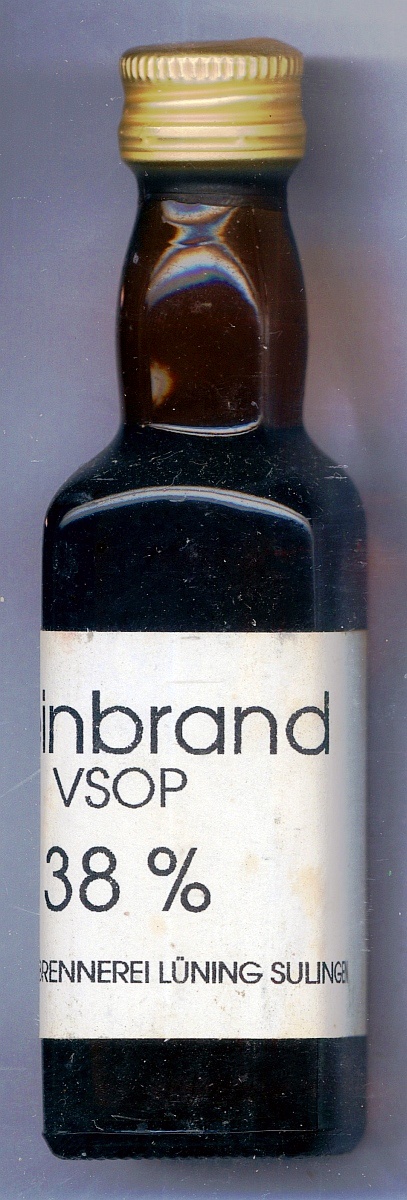 inbrand
VSOP
38 %
BRENNEREI LÜNING SULINGEN